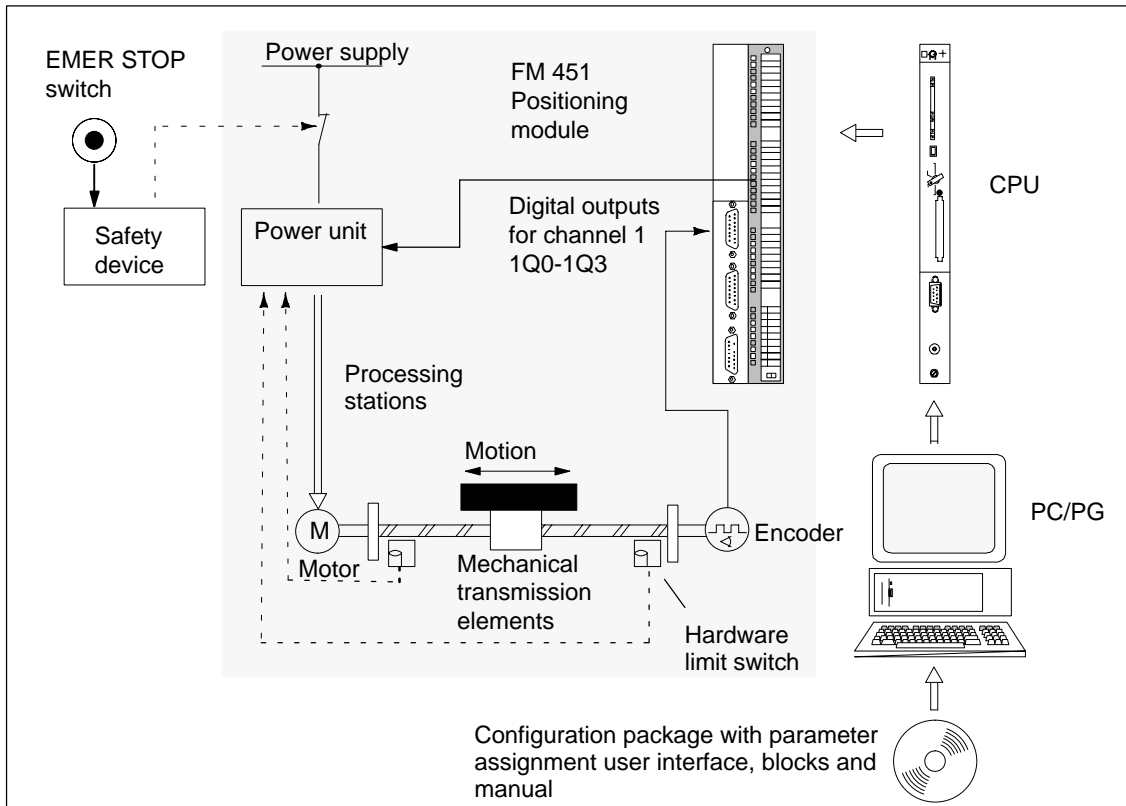 EMER STOP
switch
Power supply
FM 451
Positioning
module
CPU
Safety
device
Power unit
Digital outputs
for channel 1
1Q0-1Q3
Processing
stations
Motion
M
Motor
Encoder
PC/PG
Mechanical
transmission
elements
Hardware
limit switch
Configuration package with parameter
assignment user interface, blocks and
manual